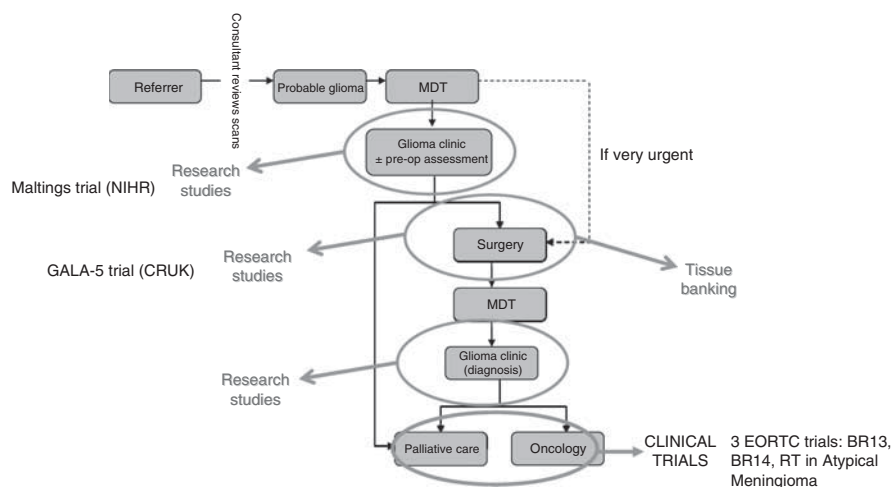 Consultant reviews scans
Referrer
Probable glioma
MDT
Glioma clinic
± pre-op assessment
If very urgent
Research
studies
Maltings trial (NIHR)
Surgery
Research
studies
GALA-5 trial (CRUK)
Tissue
banking
MDT
Glioma clinic
(diagnosis)
Research
studies
Palliative care
Oncology
CLINICAL
TRIALS
3 EORTC trials: BR13,
BR14, RT in Atypical
Meningioma